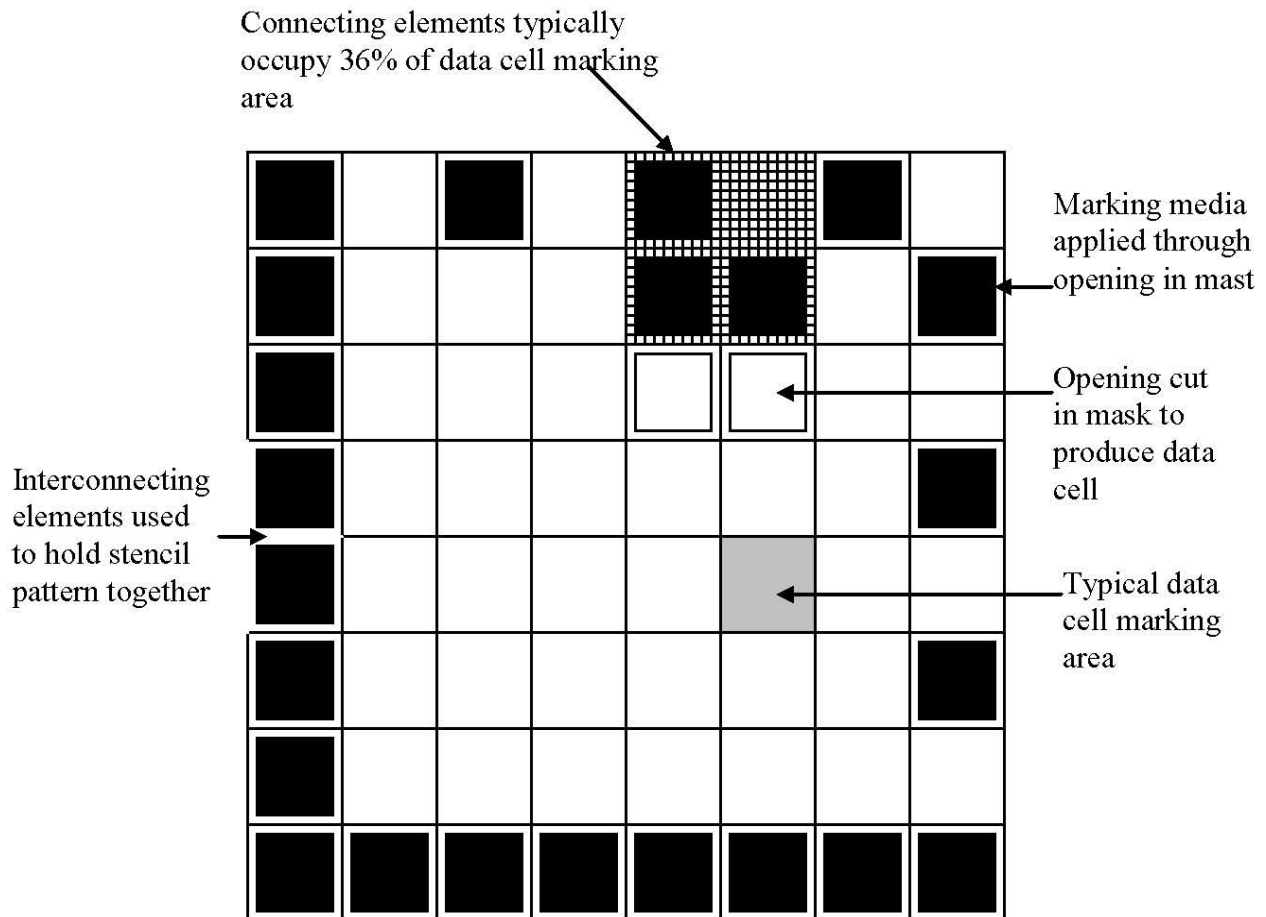 Connecting elements typically
occupy 36% of data cell marking
area
Marking media
applied through
opening in mast
Opening cut
in mask to
produce data
cell
Interconnecting
elements used
to hold stencil
pattern together
Typical data
cell marking
area